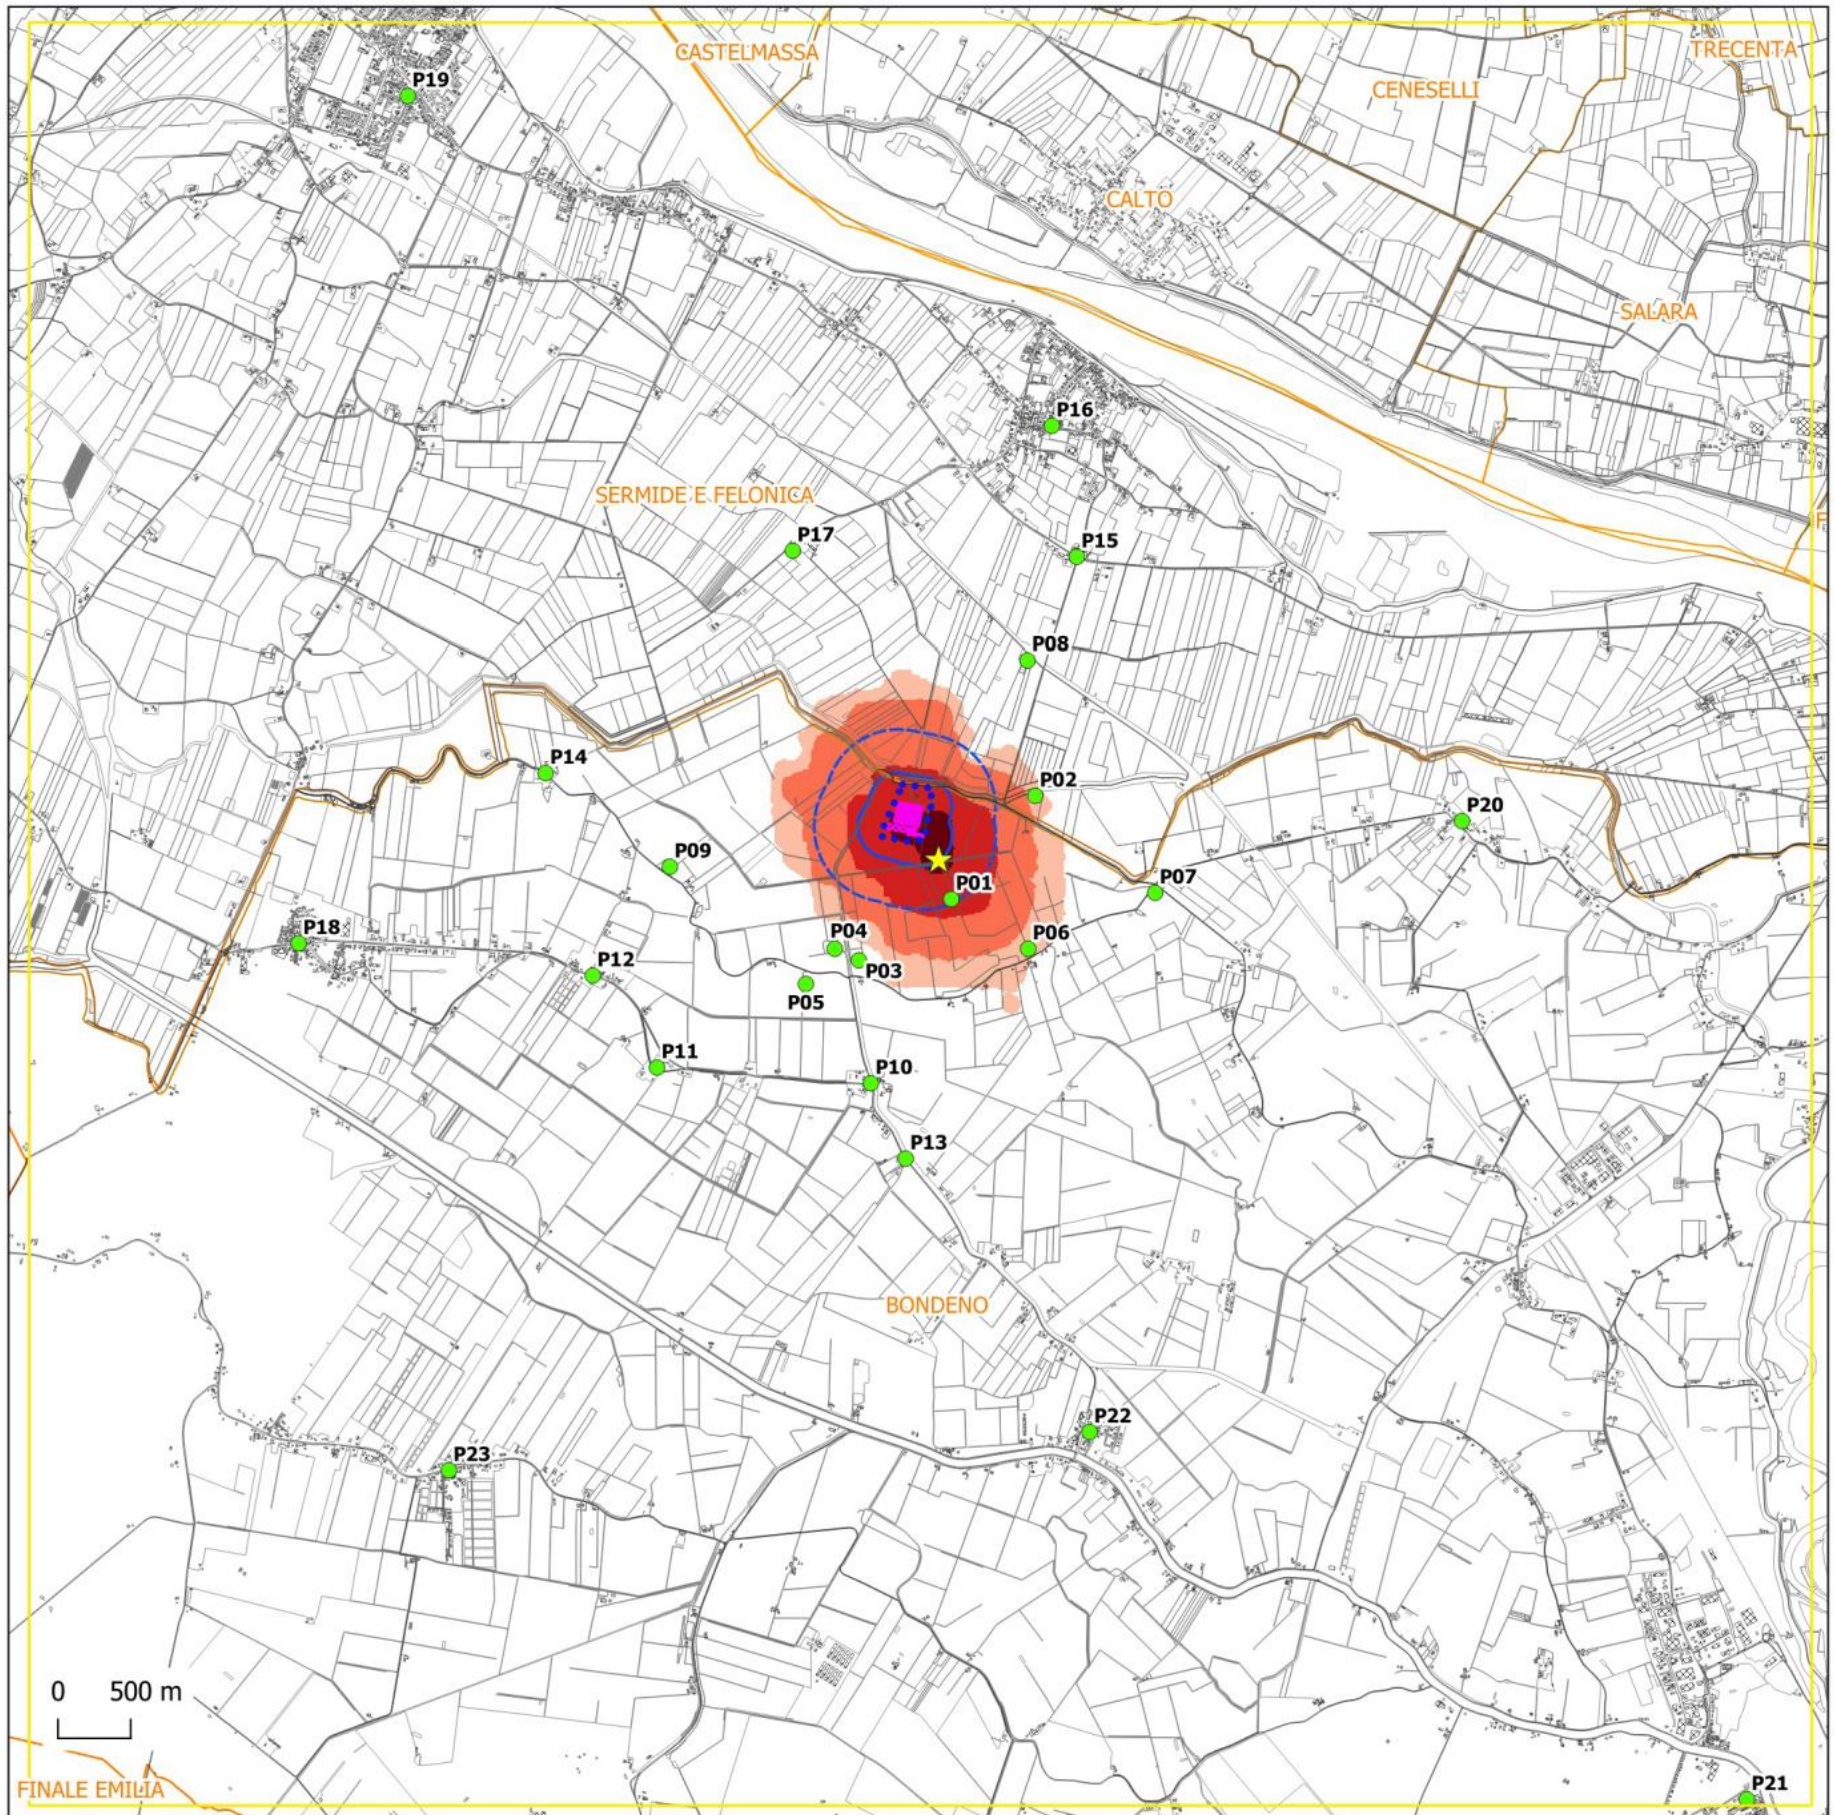 CASTELMASSA
TRECENTA
P19
CENESELLI
CALTO
SALARA
P16
SERMIDE E FELONICA
F
P17
P15
P08
P14
P02
P20
P09
P01
P07
P18
P04
P06
P12
P03
P05
P11
P10
P13
BONDENO
P22
P23
0 500 m
P21
FINALE EMILIA